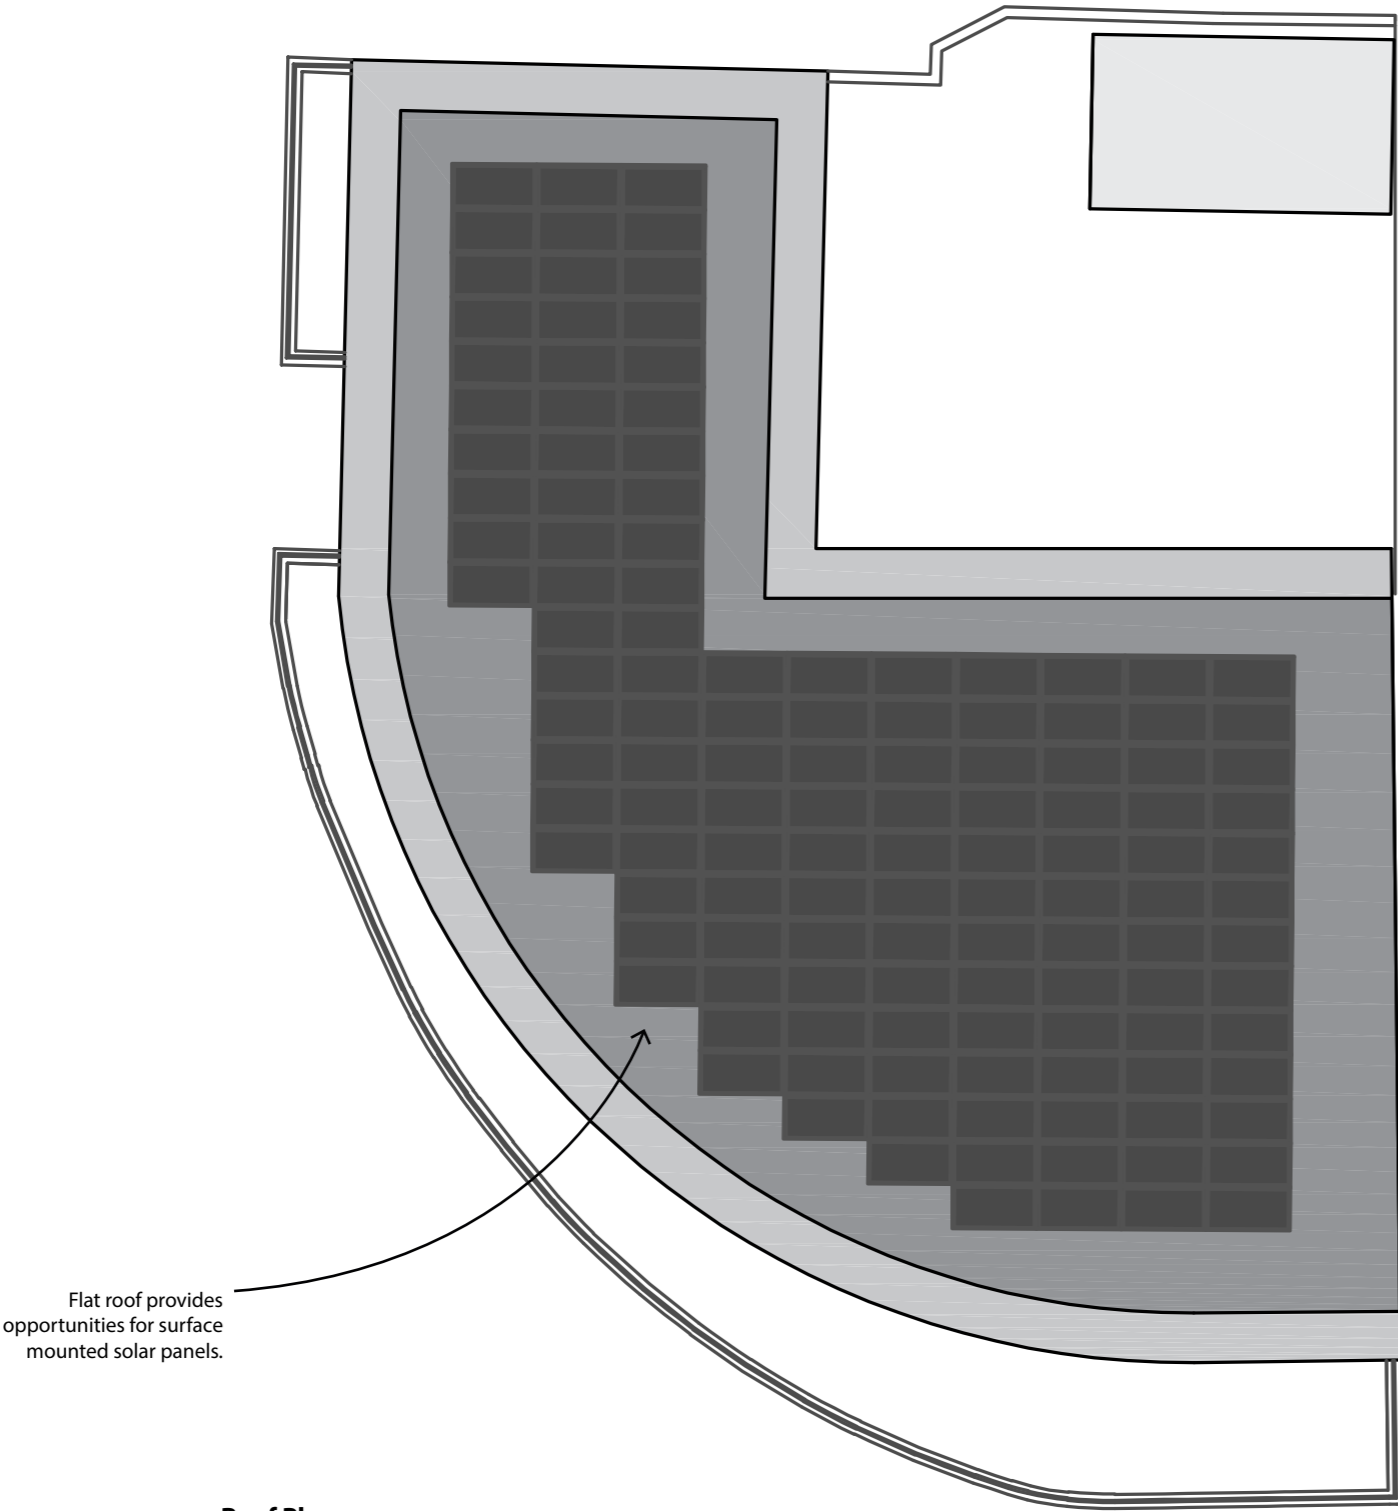 Flat roof provides
opportunities for surface
mounted solar panels.